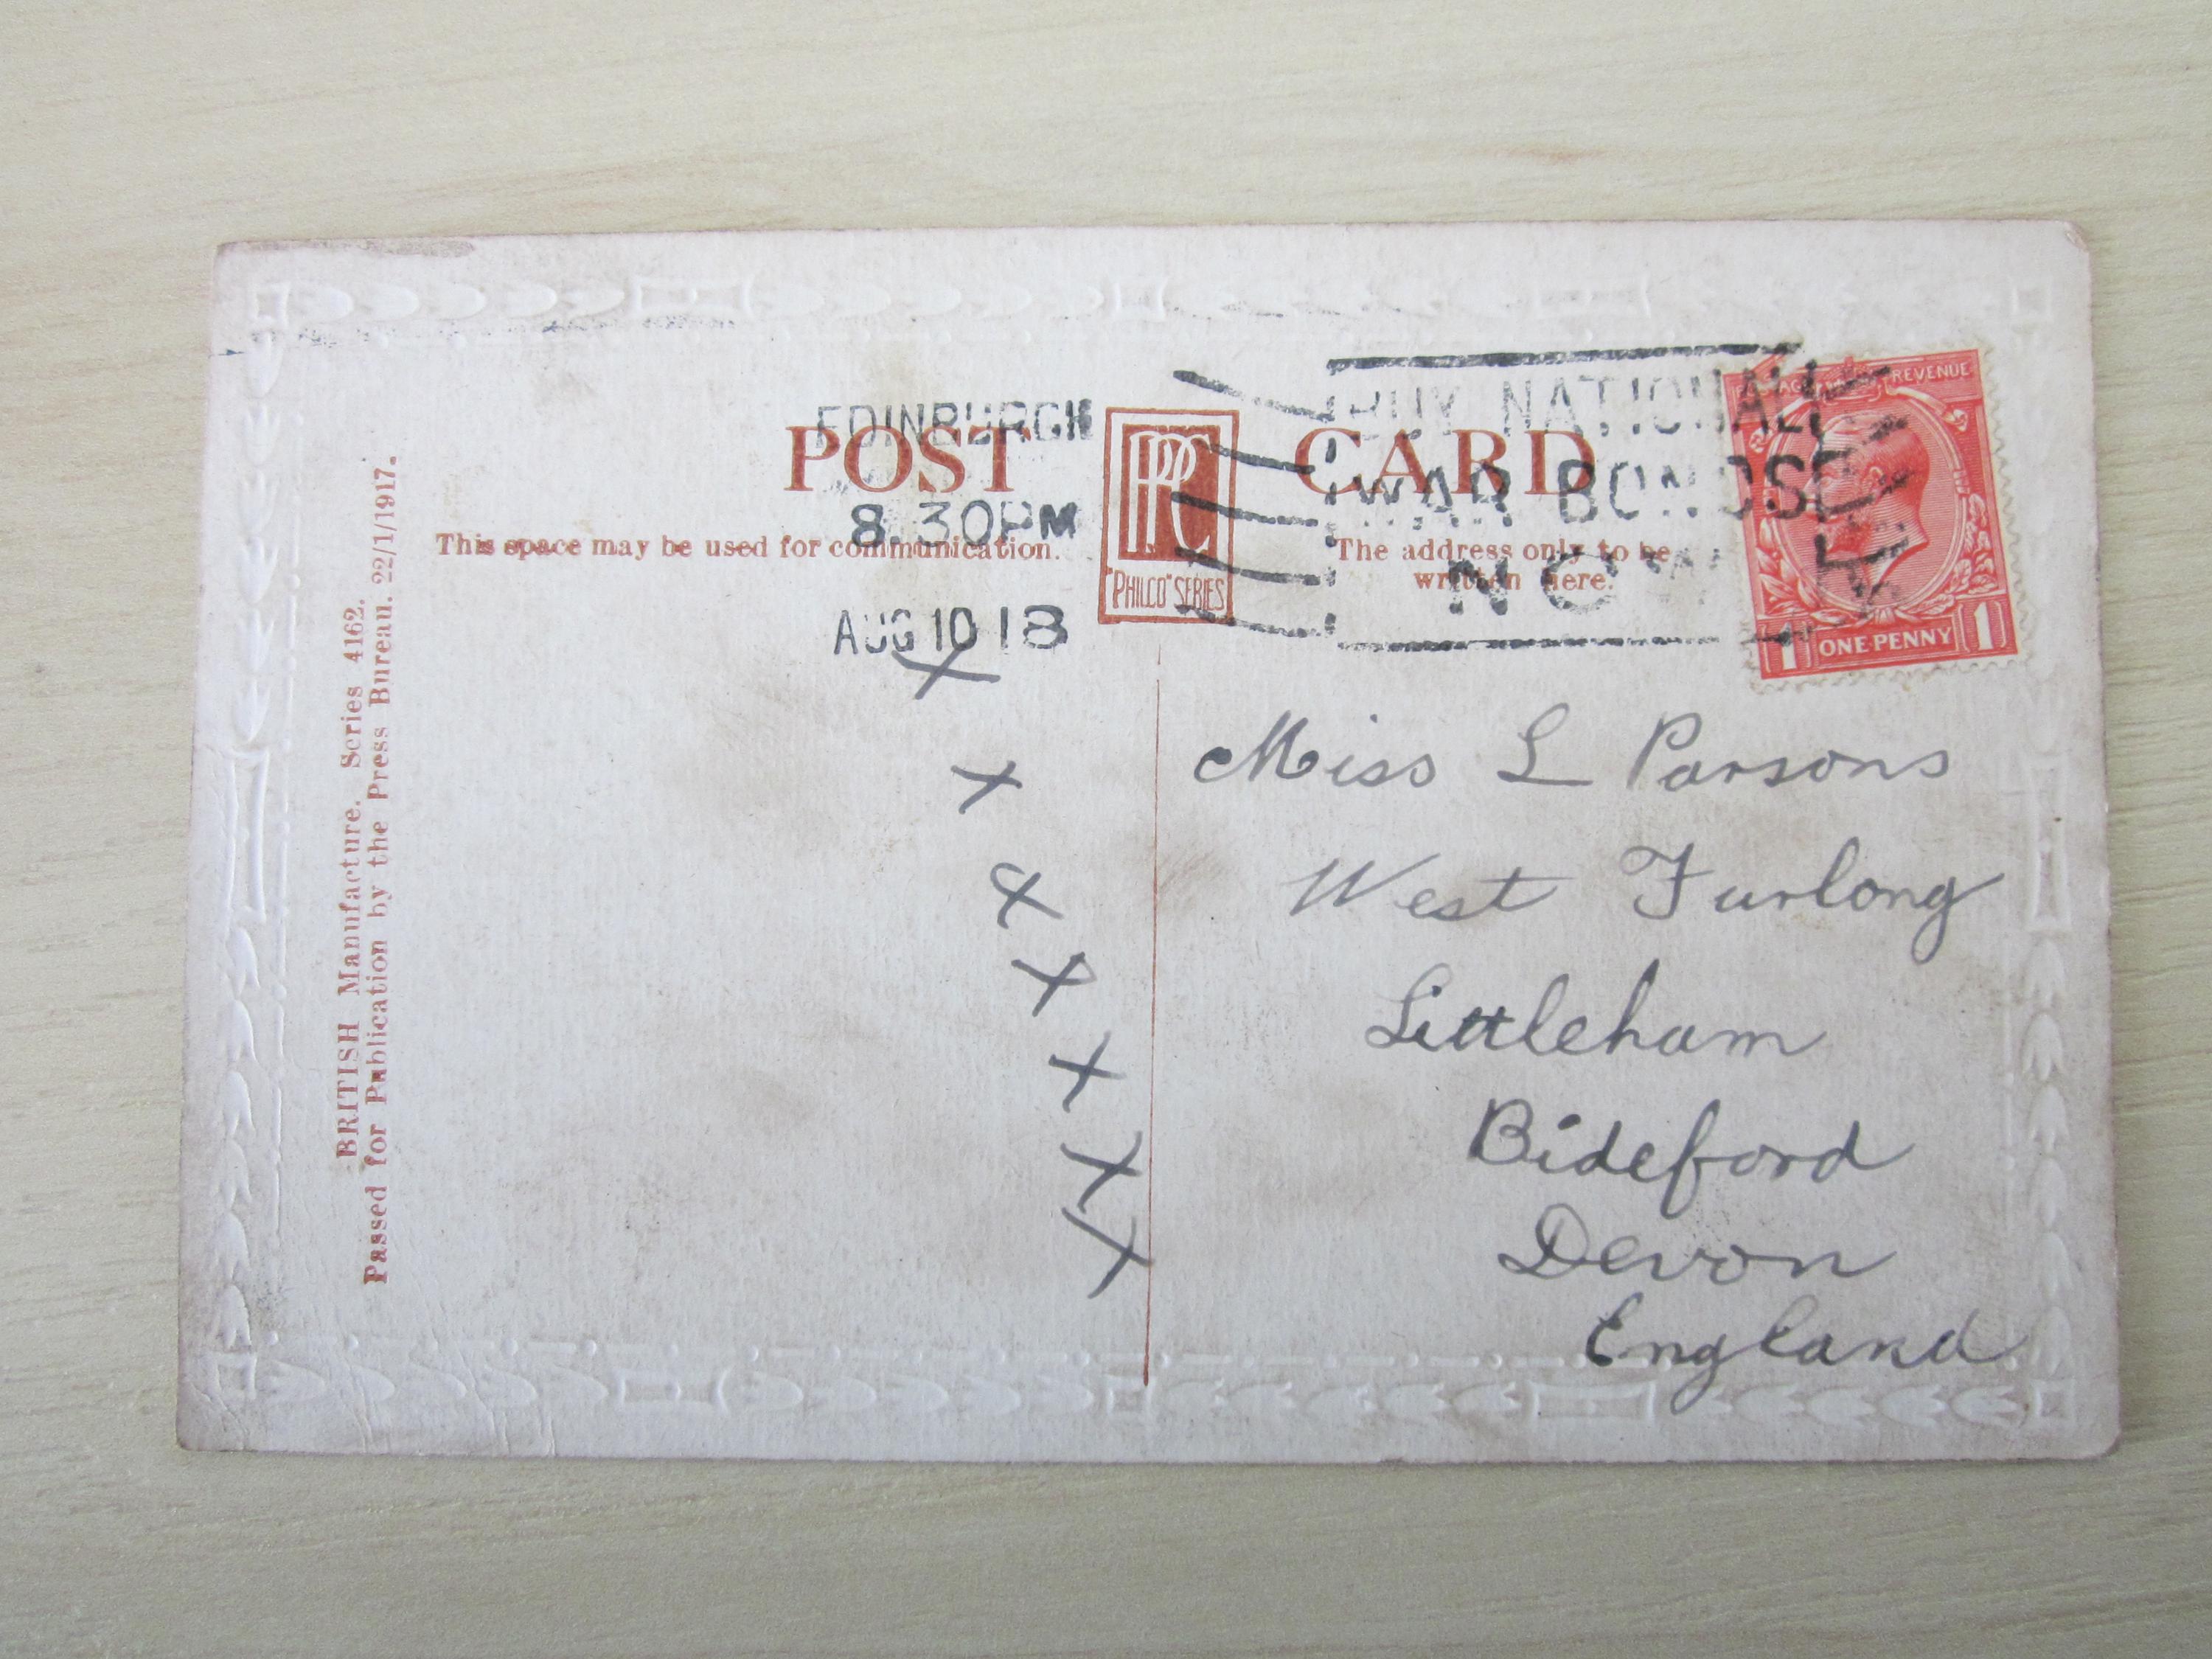 EDINBURGH
8.30PM
AUG 10 18
BUY NATIONAL
WAR BONDS
NOW
POST CARD
PPC
"PHILCO" SERIES
REVENUE
1 ONE PENNY 1
This space may be used for communication.
The address only to be
written here.
BRITISH Manufacture. Series 4162.
Passed for Publication by the Press Bureau. 22/1/1917.
X
X
X
X
X
X
X
Miss L Parsons
West Furlong
Littleham
Bideford
Devon
England